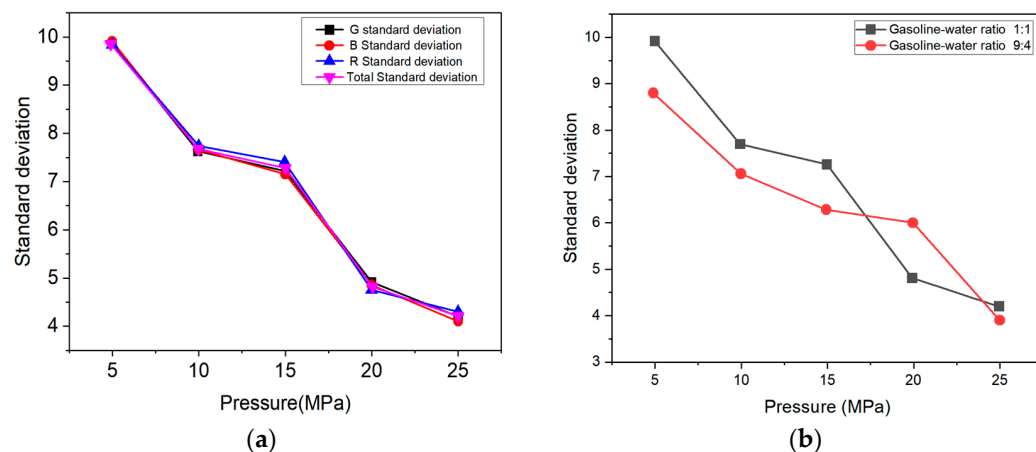 G standard deviation
B Standard deviation
R Standard deviation
Total Standard deviation
10
9
8
7
6
5
4
Standard deviation
5 10 15 20 25
Pressure(MPa)
(a)
Gasoline-water ratio 1:1
Gasoline-water ratio 9:4
10
9
8
7
6
5
4
3
Standard deviation
5 10 15 20 25
Pressure (MPa)
(b)